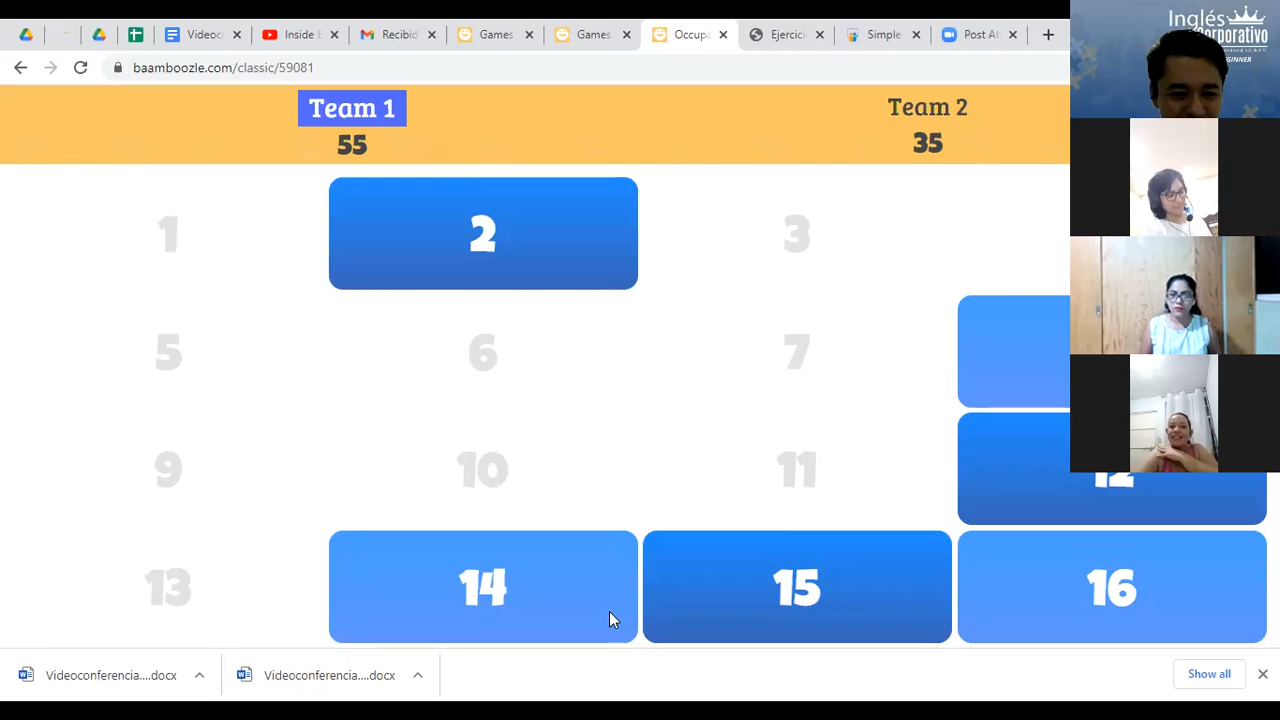 Videoc
Inside E
Recibid
Games
Games
Occupa
Ejercici
Simple
Post At
baamboozle.com/classic/59081
Inglés
Corporativo
Team 1
55
Team 2
35
1
2
3
5
6
7
9
10
11
12
13
14
15
16
Videoconferencia....docx
Videoconferencia....docx
Show all